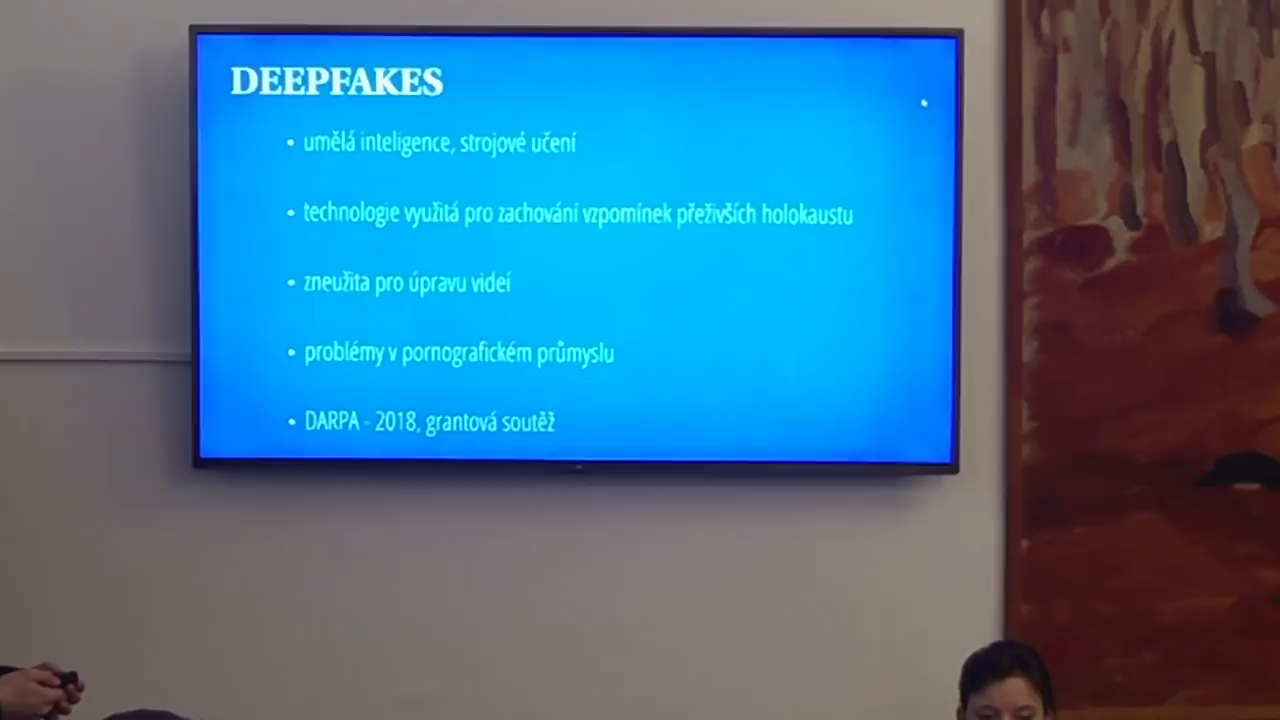 DEEPFAKES
• umělá inteligence, strojové učení
• technologie využitá pro zachování vzpomínek přeživších holokaustu
• zneužita pro úpravu videí
• problémy v pornografickém průmyslu
• DARPA - 2018, grantová soutěž